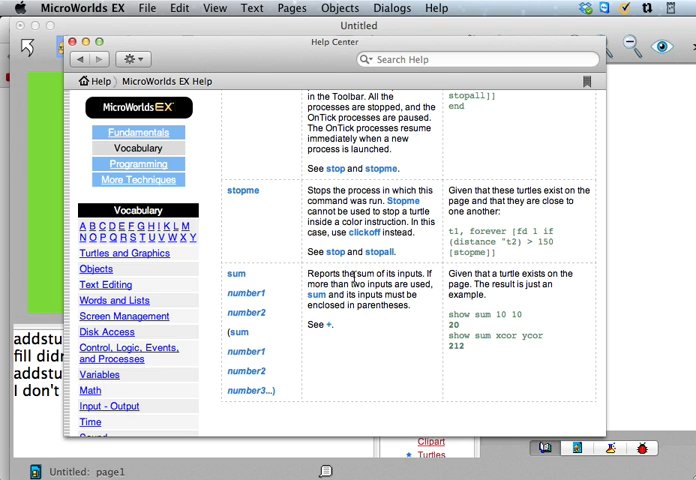 MicroWorlds EX File Edit Text Pages Objects Dialogs Help
Untitled
Help Center
Search Help
Help MicroWorlds EX Help
MicroWorlds EX
Fundamentals
Vocabulary
Programming
More Techniques
Vocabulary
A B C D E F G H I K L M
N O P Q R S T U V W X Y
Turtles and Graphics
Objects
Text Editing
Words and Lists
Screen Management
Disk Access
Control, Logic, Events,
and Processes
Variables
Math
Input - Output
Time
Sound
in the Toolbar. All the
processes are stopped, and the
OnTick processes are paused.
The OnTick processes resume
immediately when a new
process is launched.
See stop and stopme.
stopall]]
end
stopme
Stops the process in which this
command was run. Stopme
cannot be used to stop a turtle
inside a color instruction. In this
case, use clickoff instead.
See stop and stopall.
Given that these turtles exist on the
page and that they are close to
one another:
t1, forever [fd 1 if
(distance "t2) > 150
[stopme]]
sum
number1
number2
(sum
number1
number2
number3...)
Reports the sum of its inputs. If
more than two inputs are used,
sum and its inputs must be
enclosed in parentheses.
See +.
Given that a turtle exists on the
page. The result is just an
example.
show sum 10 10
20
show sum xcor ycor
212
addstu
fill didr
addstu
I don't
Clipart
Turtles
Untitled: page1